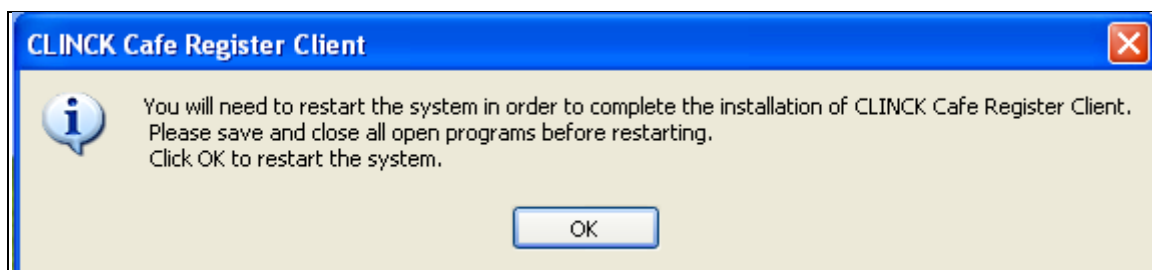 CLINCK Cafe Register Client
You will need to restart the system in order to complete the installation of CLINCK Cafe Register Client.
Please save and close all open programs before restarting.
Click OK to restart the system.
OK